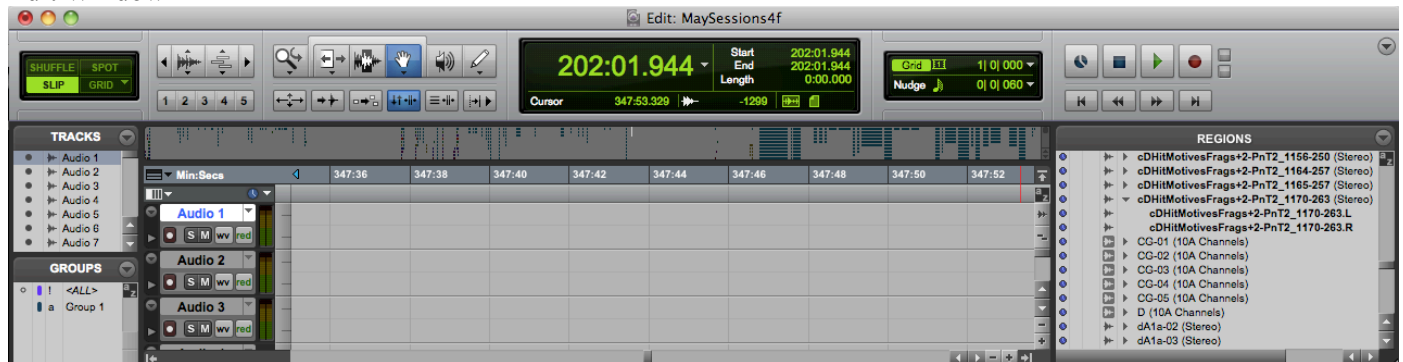 Edit: MaySessions4f
SHUFFLE SPOT
SLIP GRID
1 2 3 4 5
202:01.944
Start 202:01.944
End 202:01.944
Length 0:00.000
Cursor 347:53.329 -1299
Grid 1| 0| 000
Nudge 0| 0| 060
TRACKS
Audio 1
Audio 2
Audio 3
Audio 4
Audio 5
Audio 6
Audio 7
GROUPS
! <ALL>
a Group 1
a z
Min:Secs 347:36 347:38 347:40 347:42 347:44 347:46 347:48 347:50 347:52
a z
Audio 1
S M wv red
Audio 2
S M wv red
Audio 3
S M wv red
REGIONS
a z
cDHitMotivesFrags+2-PnT2_1156-250 (Stereo)
cDHitMotivesFrags+2-PnT2_1164-257 (Stereo)
cDHitMotivesFrags+2-PnT2_1165-257 (Stereo)
cDHitMotivesFrags+2-PnT2_1170-263 (Stereo)
cDHitMotivesFrags+2-PnT2_1170-263.L
cDHitMotivesFrags+2-PnT2_1170-263.R
CG-01 (10A Channels)
CG-02 (10A Channels)
CG-03 (10A Channels)
CG-04 (10A Channels)
CG-05 (10A Channels)
D (10A Channels)
dA1a-02 (Stereo)
dA1a-03 (Stereo)